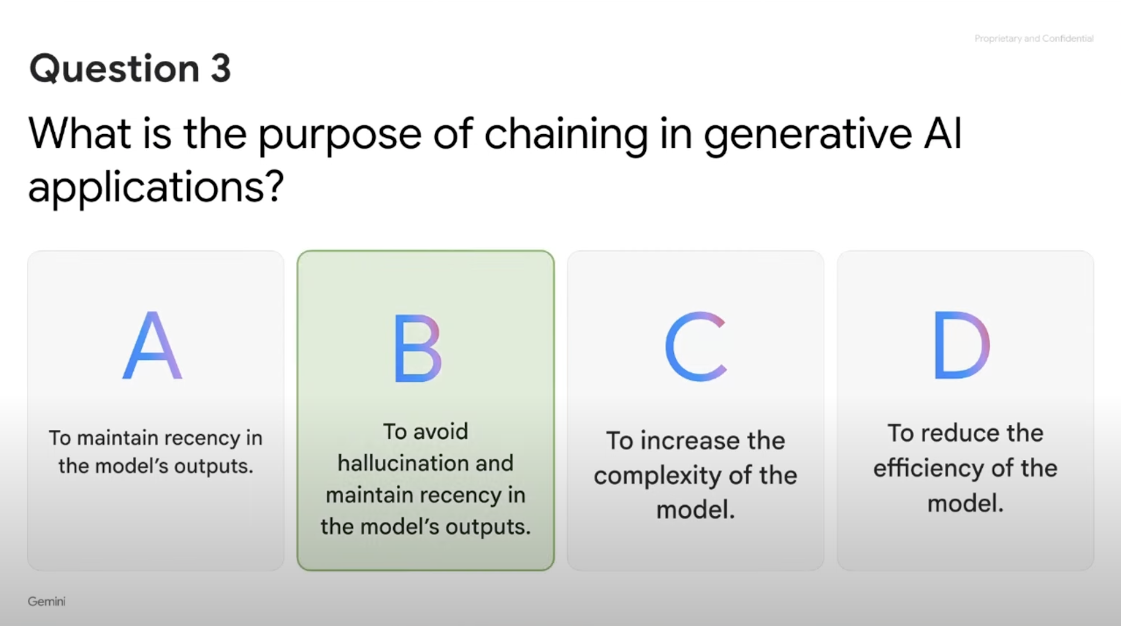 Proprietary and Confidential
Question 3
What is the purpose of chaining in generative AI
applications?
A
To maintain recency in
the model's outputs.
B
To avoid
hallucination and
maintain recency in
the model's outputs.
C
To increase the
complexity of the
model.
D
To reduce the
efficiency of the
model.
Gemini